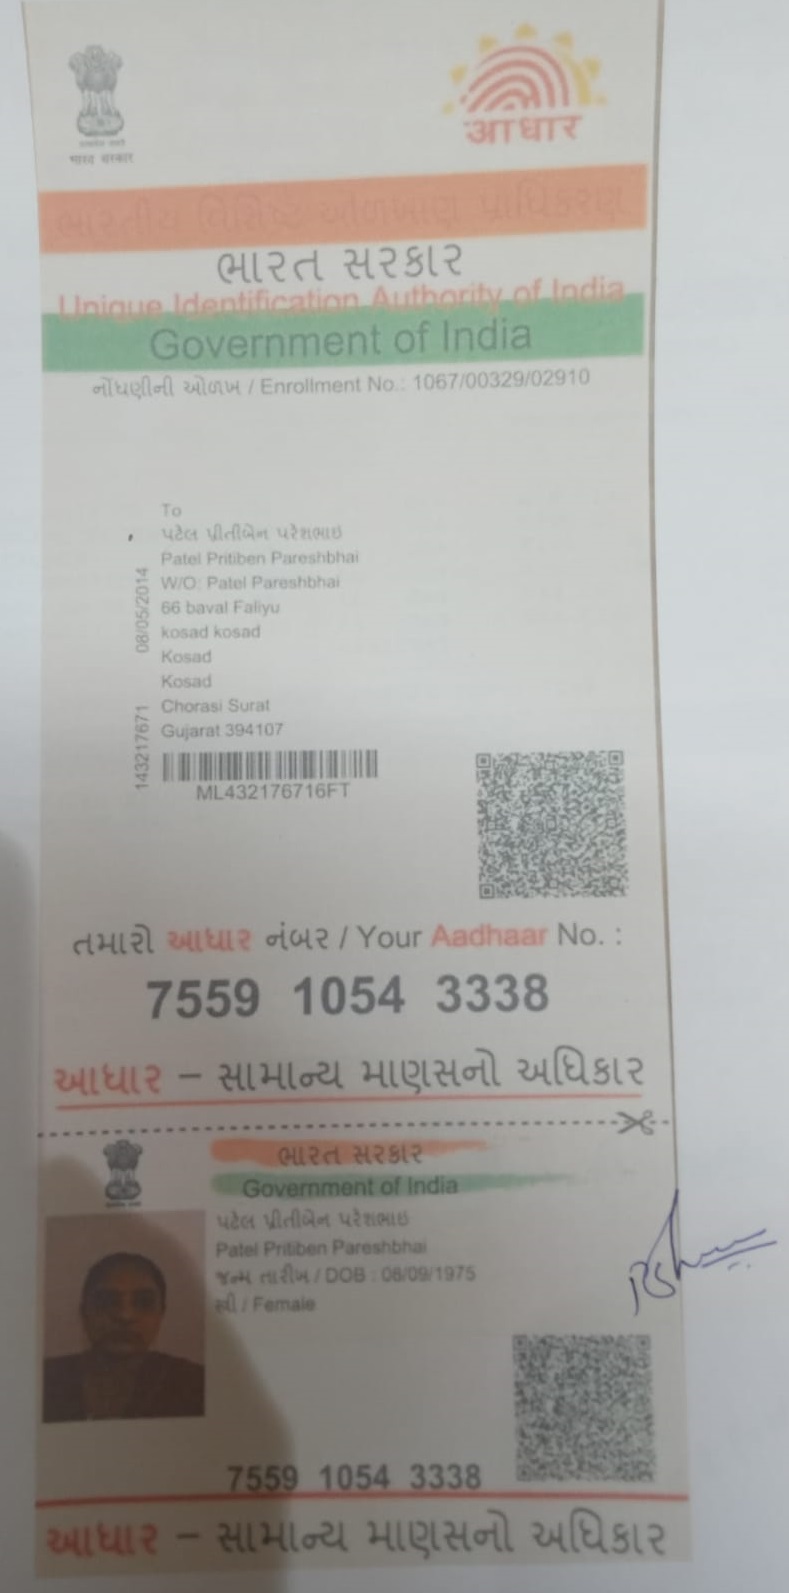 भारत सरकार
आधार
ભારતીય વિશિષ્ટ ઓળખાણ પ્રાધિકરણ
ભારત સરકાર
Unique Identification Authority of India
Government of India
નોંધણીની ઓળખ / Enrollment No.: 1067/00329/02910
To
પટેલ પ્રીતીબેન પરેશભાઇ
Patel Pritiben Pareshbhai
W/O: Patel Pareshbhai
66 baval Faliyu
kosad kosad
Kosad
Kosad
Chorasi Surat
Gujarat 394107
08/05/2014
143217671
ML432176716FT
તમારો આધાર નંબર / Your Aadhaar No. :
7559 1054 3338
આધાર – સામાન્ય માણસનો અધિકાર
ભારત સરકાર
Government of India
પટેલ પ્રીતીબેન પરેશભાઇ
Patel Pritiben Pareshbhai
જન્મ તારીખ / DOB : 08/09/1975
સ્ત્રી / Female
7559 1054 3338
આધાર – સામાન્ય માણસનો અધિકાર